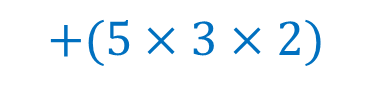 +(5 × 3 × 2)